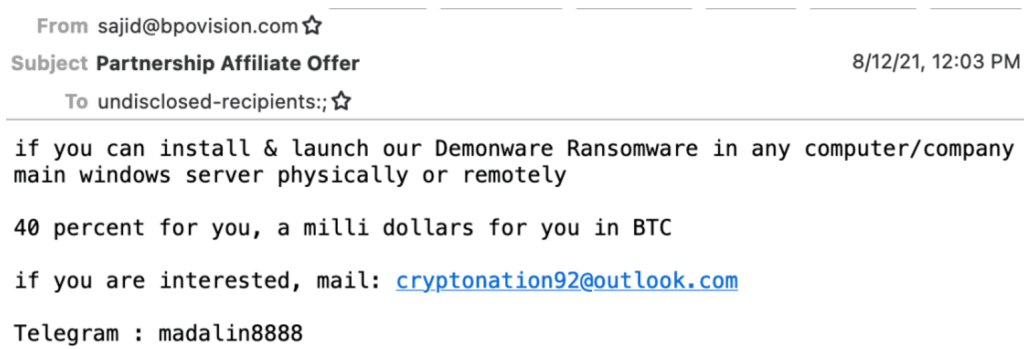 From sajid@bpovision.com
Subject Partnership Affiliate Offer 8/12/21, 12:03 PM
To undisclosed-recipients:;
if you can install & launch our Demonware Ransomware in any computer/company
main windows server physically or remotely
40 percent for you, a milli dollars for you in BTC
if you are interested, mail: cryptonation92@outlook.com
Telegram : madalin8888